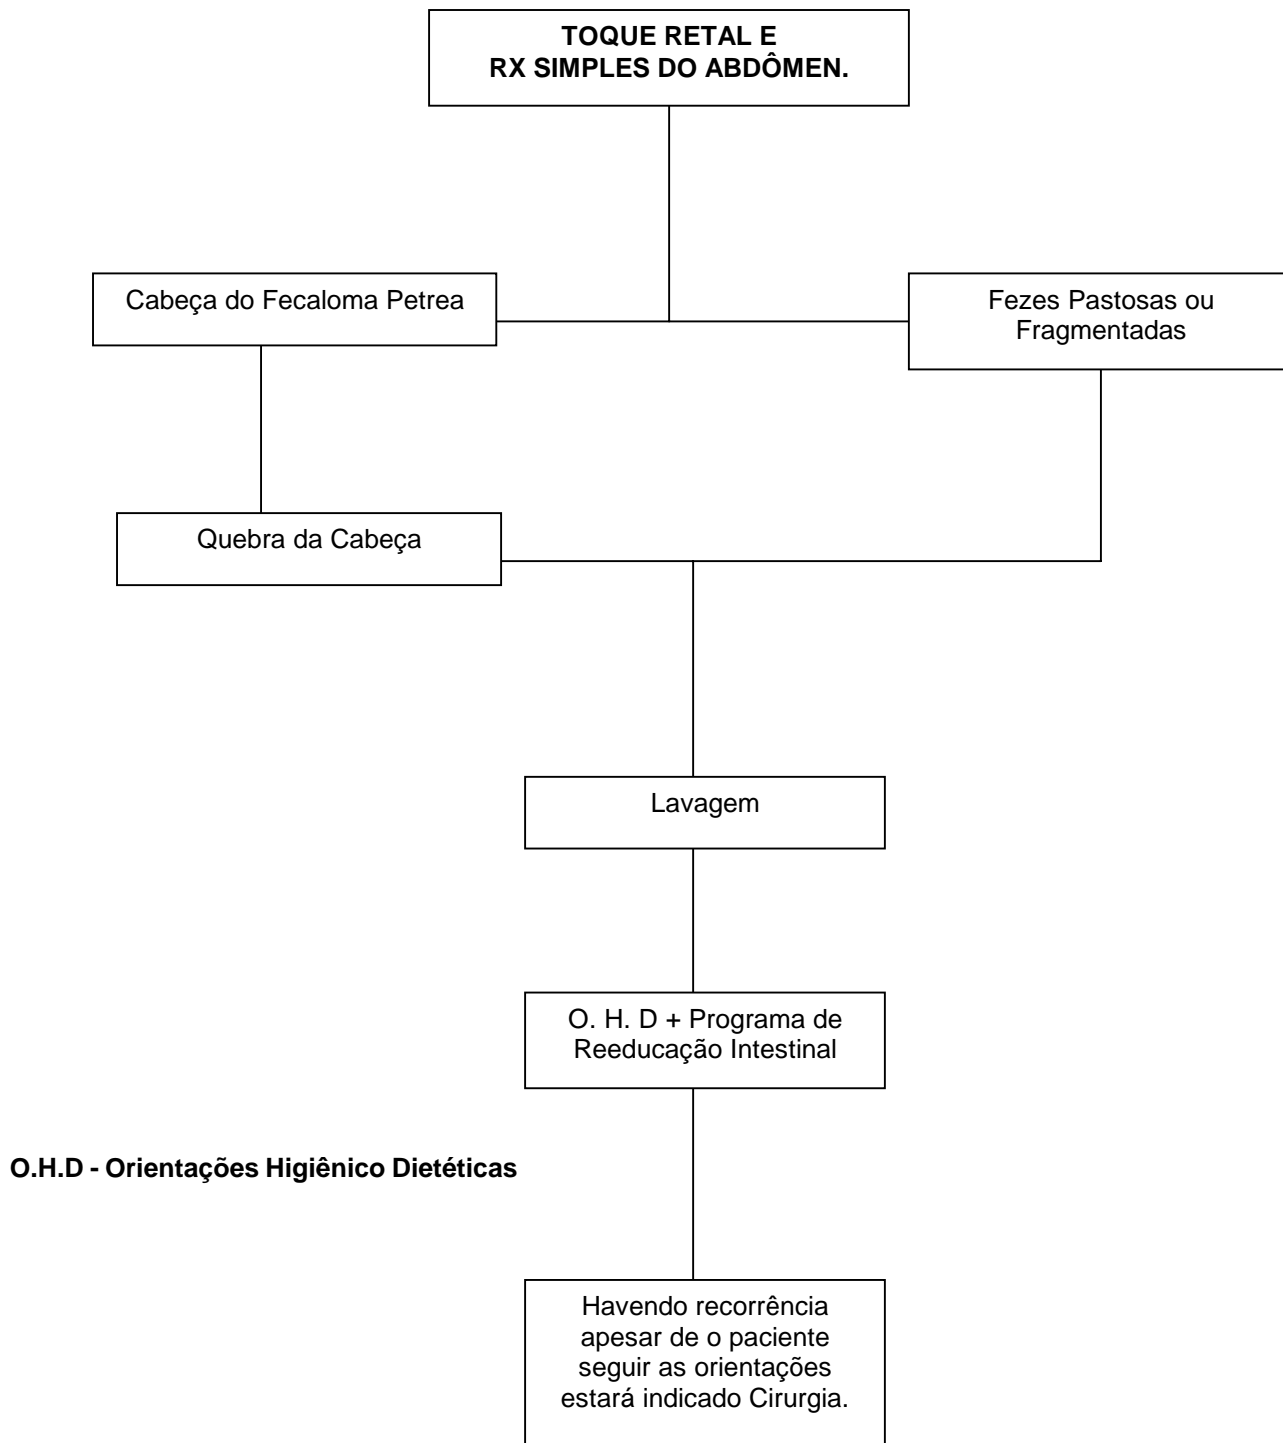 TOQUE RETAL E
RX SIMPLES DO ABDÔMEN.
Cabeça do Fecaloma Petrea
Fezes Pastosas ou
Fragmentadas
Quebra da Cabeça
Lavagem
O. H. D + Programa de
Reeducação Intestinal
O.H.D - Orientações Higiênico Dietéticas
Havendo recorrência
apesar de o paciente
seguir as orientações
estará indicado Cirurgia.